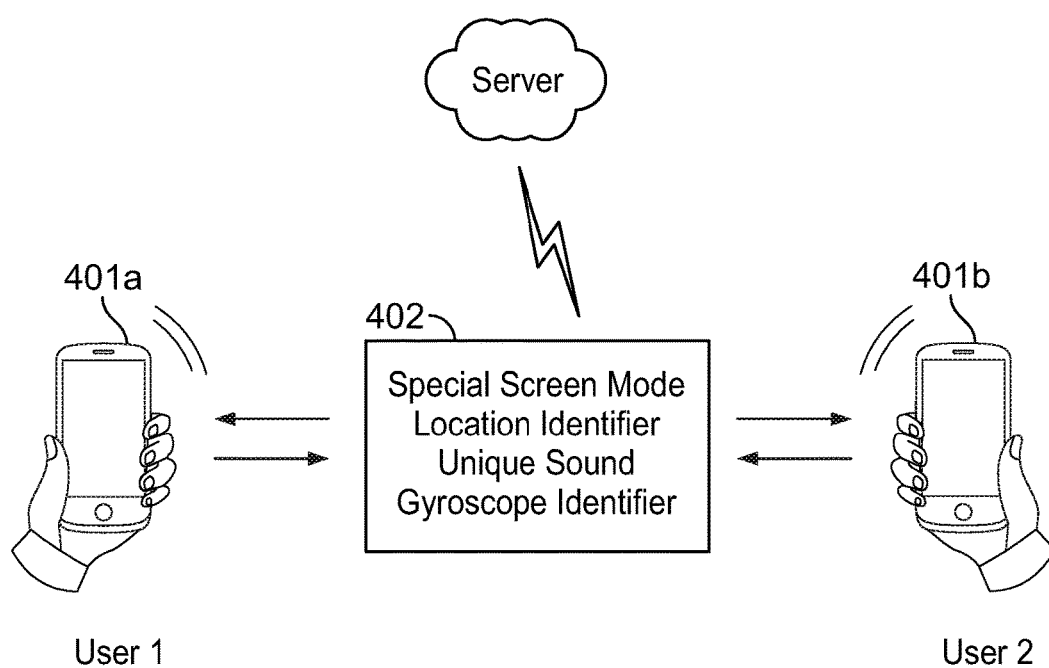 Server
401a
401b
402
Special Screen Mode
Location Identifier
Unique Sound
Gyroscope Identifier
User 1
User 2